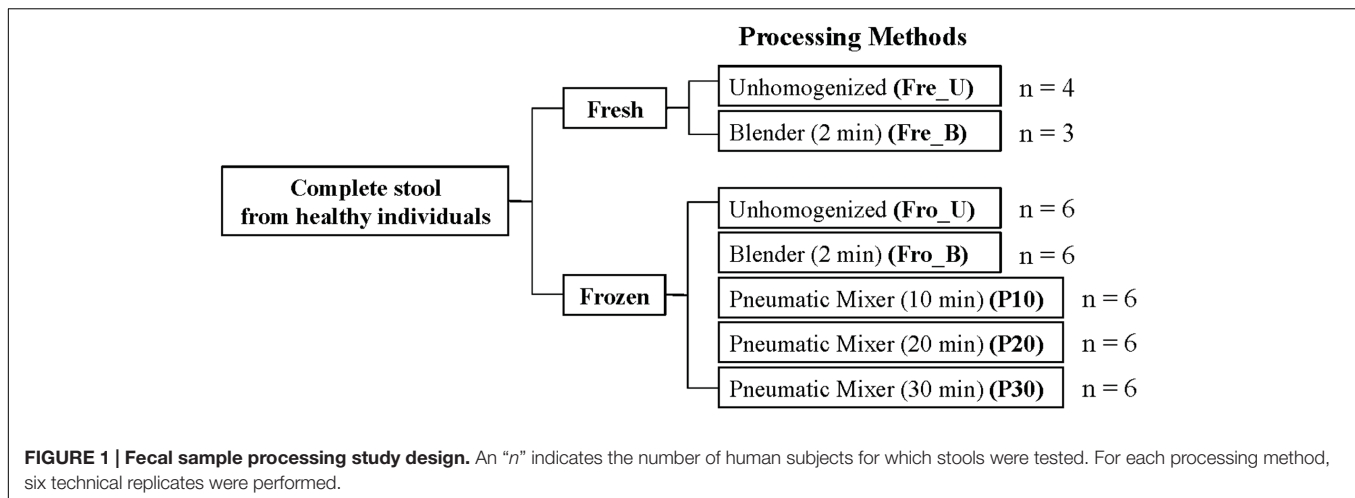 Processing Methods
Complete stool
from healthy individuals
Fresh
Unhomogenized (Fre_U) n = 4
Blender (2 min) (Fre_B) n = 3
Frozen
Unhomogenized (Fro_U) n = 6
Blender (2 min) (Fro_B) n = 6
Pneumatic Mixer (10 min) (P10) n = 6
Pneumatic Mixer (20 min) (P20) n = 6
Pneumatic Mixer (30 min) (P30) n = 6
FIGURE 1 | Fecal sample processing study design. An “n” indicates the number of human subjects for which stools were tested. For each processing method,
six technical replicates were performed.